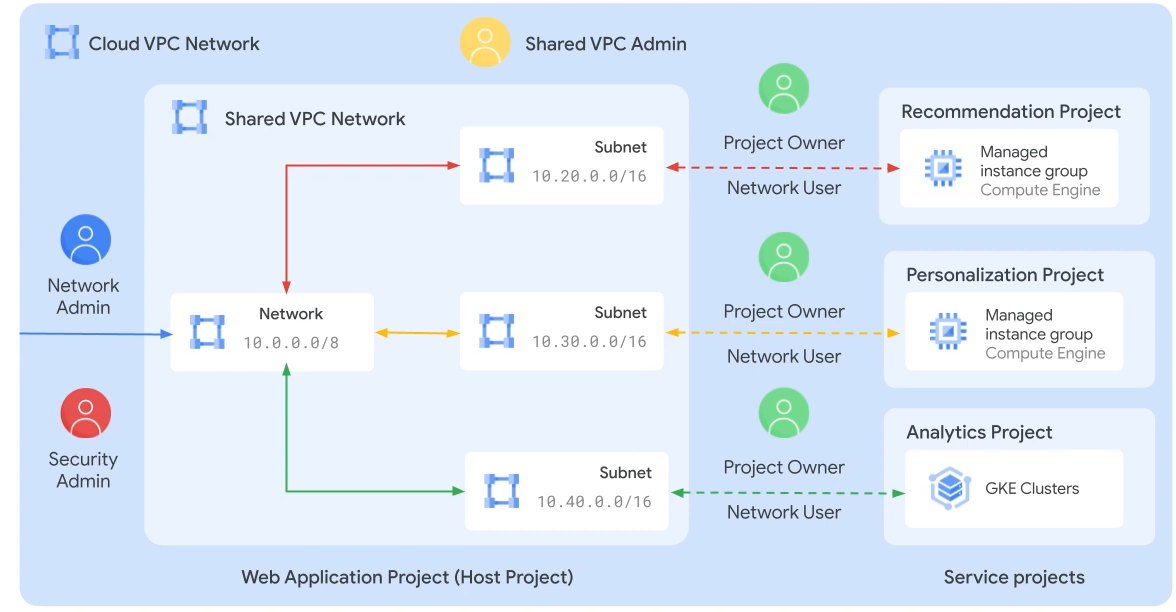 Cloud VPC Network
Shared VPC Admin
Shared VPC Network
Network
Admin
Security
Admin
Network
10.0.0.0/8
Subnet
10.20.0.0/16
Subnet
10.30.0.0/16
Subnet
10.40.0.0/16
Project Owner
Network User
Project Owner
Network User
Project Owner
Network User
Recommendation Project
Managed
instance group
Compute Engine
Personalization Project
Managed
instance group
Compute Engine
Analytics Project
GKE Clusters
Web Application Project (Host Project)
Service projects